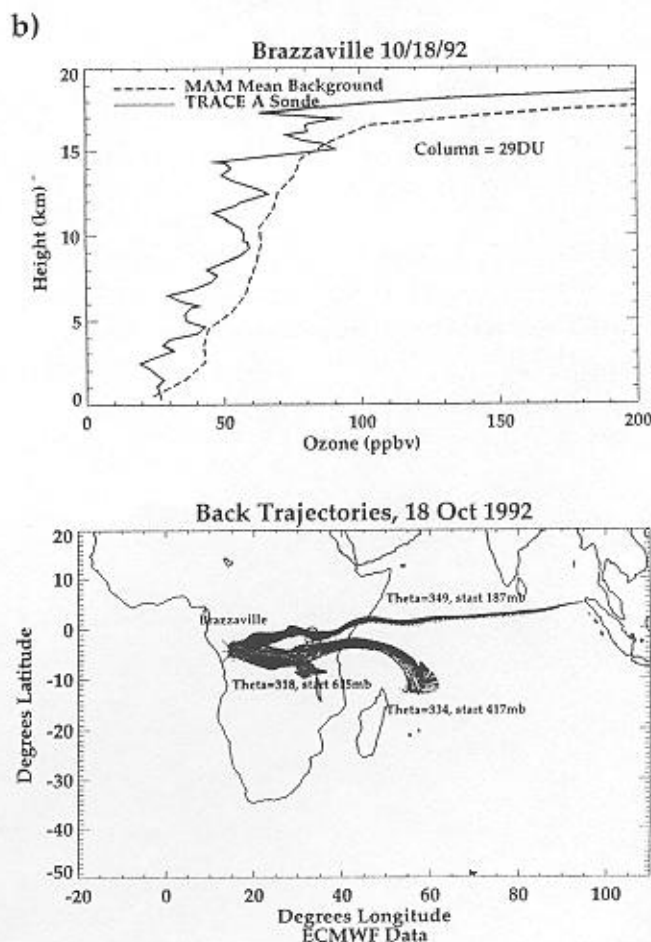 b)
Brazzaville 10/18/92
MAM Mean Background
TRACE A Sonde
Column = 29DU
20
15
10
5
0
Height (km)
0 50 100 150 200
Ozone (ppbv)
Back Trajectories, 18 Oct 1992
20
10
0
-10
-20
-30
-40
-50
Degrees Latitude
Theta=349, start 187mb
Brazzaville
Theta=318, start 615mb
Theta=334, start 417mb
-20 0 20 40 60 80 100
Degrees Longitude
ECMWF Data